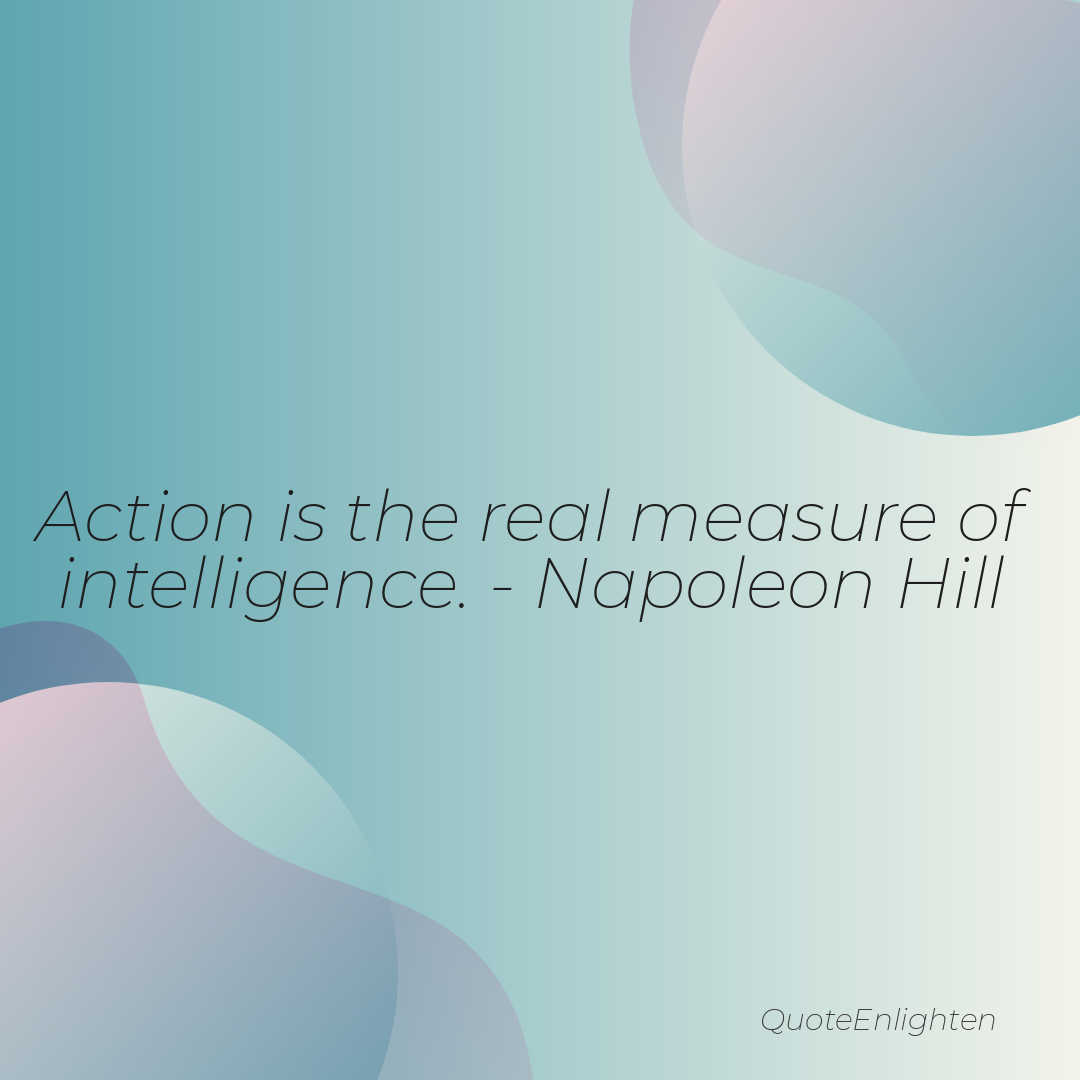 Action is the real measure of
intelligence. - Napoleon Hill
QuoteEnlighten